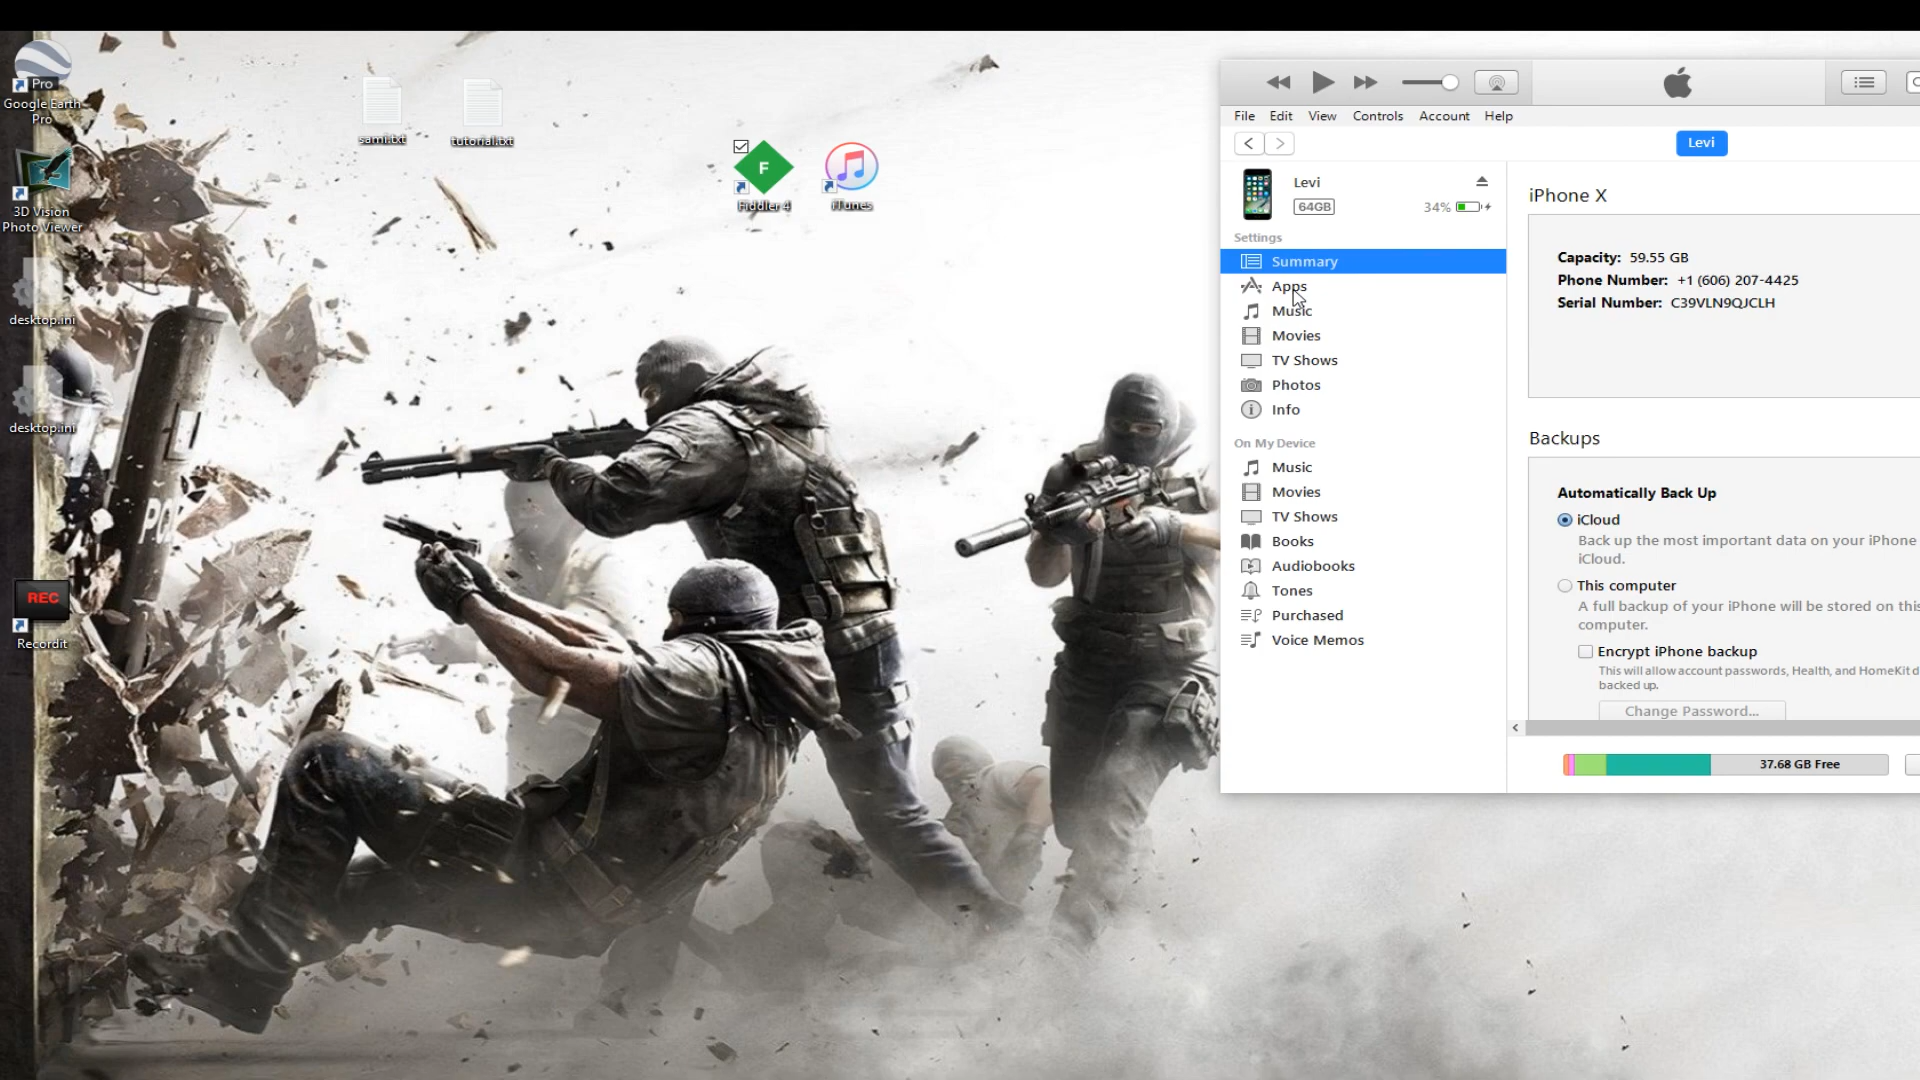 Pro
Google Earth
Pro
3D Vision
Photo Viewer
desktop.ini
desktop.ini
REC
Recordit
sami.txt
tutorial.txt
F
Fiddler 4
iTunes
File Edit View Controls Account Help
< >
Levi
Levi
64GB
34%
Settings
Summary
Apps
Music
Movies
TV Shows
Photos
Info
On My Device
Music
Movies
TV Shows
Books
Audiobooks
Tones
Purchased
Voice Memos
iPhone X
Capacity: 59.55 GB
Phone Number: +1 (606) 207-4425
Serial Number: C39VLN9QJCLH
Backups
Automatically Back Up
iCloud
Back up the most important data on your iPhone
iCloud.
This computer
A full backup of your iPhone will be stored on this
computer.
Encrypt iPhone backup
This will allow account passwords, Health, and HomeKit d
backed up.
Change Password...
37.68 GB Free